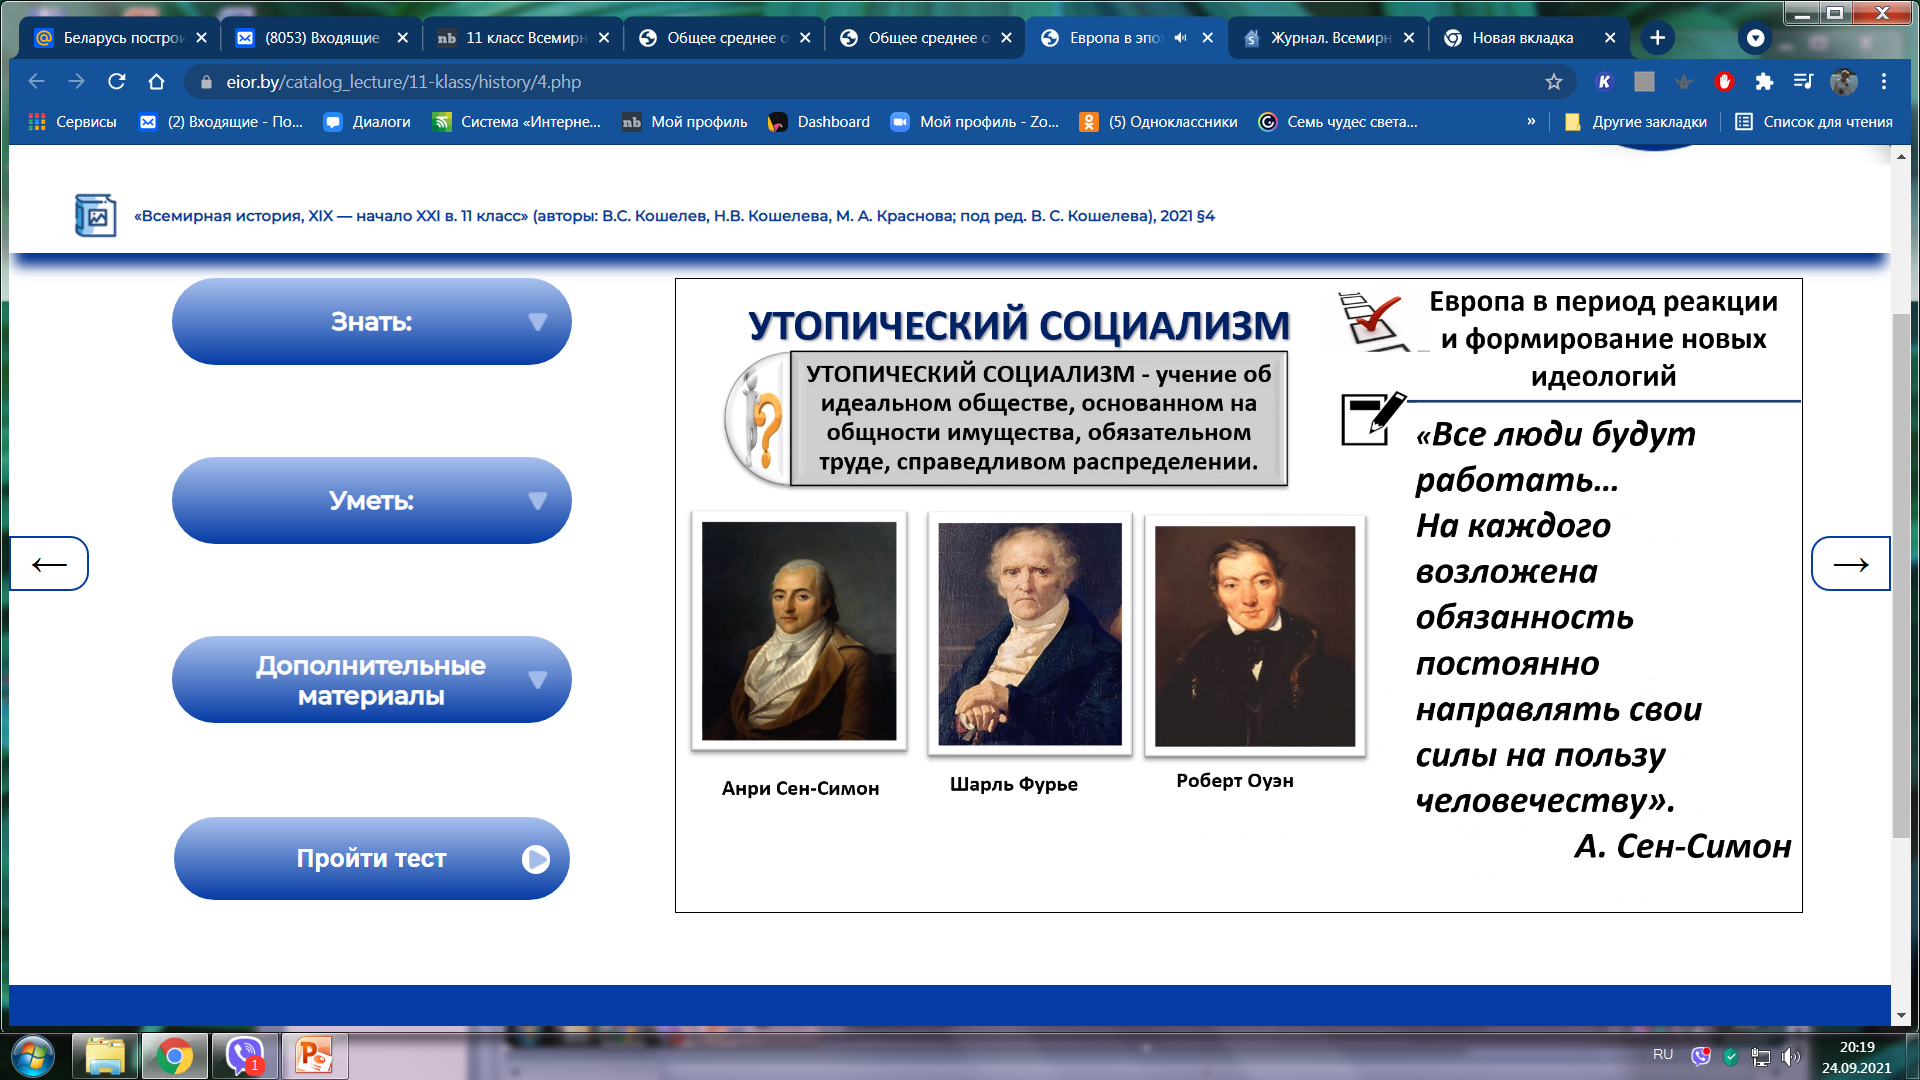 Беларусь построи
(8053) Входящие -
11 класс Всемирн
Общее среднее о
Общее среднее о
Европа в эпо
Журнал. Всемирн
Новая вкладка
eior.by/catalog_lecture/11-klass/history/4.php
Сервисы
(2) Входящие - По...
Диалоги
Система «Интерне...
nb
Мой профиль
Dashboard
Мой профиль - Zo...
(5) Одноклассники
Семь чудес света...
»
Другие закладки
Список для чтения
«Всемирная история, XIX — начало XXI в. 11 класс» (авторы: В.С. Кошелев, Н.В. Кошелева, М. А. Краснова; под ред. В. С. Кошелева), 2021 §4
Знать:
Уметь:
Дополнительные
материалы
Пройти тест
УТОПИЧЕСКИЙ СОЦИАЛИЗМ
УТОПИЧЕСКИЙ СОЦИАЛИЗМ - учение об
идеальном обществе, основанном на
общности имущества, обязательном
труде, справедливом распределении.
Анри Сен-Симон
Шарль Фурье
Роберт Оуэн
Европа в период реакции
и формирование новых
идеологий
«Все люди будут
работать...
На каждого
возложена
обязанность
постоянно
направлять свои
силы на пользу
человечеству».
А. Сен-Симон
1
RU
20:19
24.09.2021